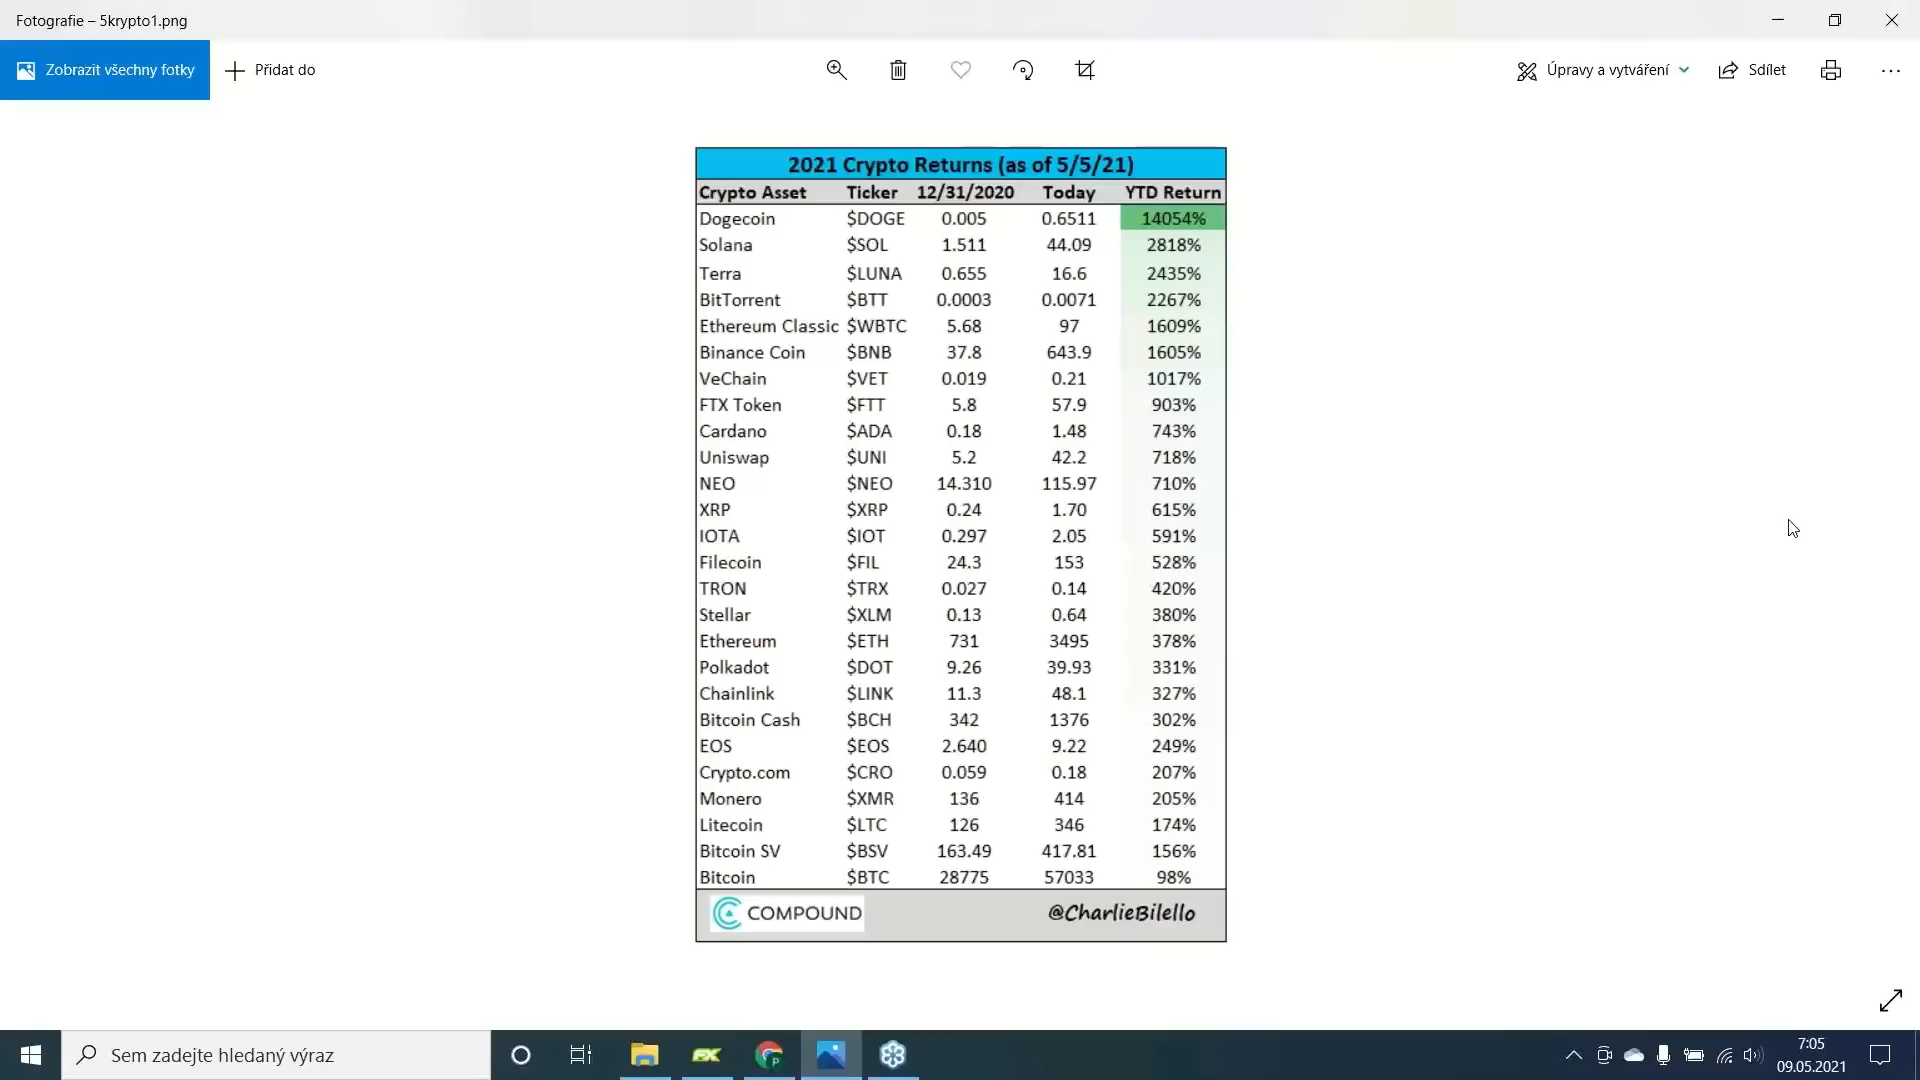 Fotografie – 5krypto1.png
Zobrazit všechny fotky Přidat do Úpravy a vytváření Sdílet
2021 Crypto Returns (as of 5/5/21)
Crypto Asset Ticker 12/31/2020 Today YTD Return
Dogecoin $DOGE 0.005 0.6511 14054%
Solana $SOL 1.511 44.09 2818%
Terra $LUNA 0.655 16.6 2435%
BitTorrent $BTT 0.0003 0.0071 2267%
Ethereum Classic $WBTC 5.68 97 1609%
Binance Coin $BNB 37.8 643.9 1605%
VeChain $VET 0.019 0.21 1017%
FTX Token $FTT 5.8 57.9 903%
Cardano $ADA 0.18 1.48 743%
Uniswap $UNI 5.2 42.2 718%
NEO $NEO 14.310 115.97 710%
XRP $XRP 0.24 1.70 615%
IOTA $IOT 0.297 2.05 591%
Filecoin $FIL 24.3 153 528%
TRON $TRX 0.027 0.14 420%
Stellar $XLM 0.13 0.64 380%
Ethereum $ETH 731 3495 378%
Polkadot $DOT 9.26 39.93 331%
Chainlink $LINK 11.3 48.1 327%
Bitcoin Cash $BCH 342 1376 302%
EOS $EOS 2.640 9.22 249%
Crypto.com $CRO 0.059 0.18 207%
Monero $XMR 136 414 205%
Litecoin $LTC 126 346 174%
Bitcoin SV $BSV 163.49 417.81 156%
Bitcoin $BTC 28775 57033 98%
COMPOUND @CharlieBilello
Sem zadejte hledaný výraz
7:05
09.05.2021